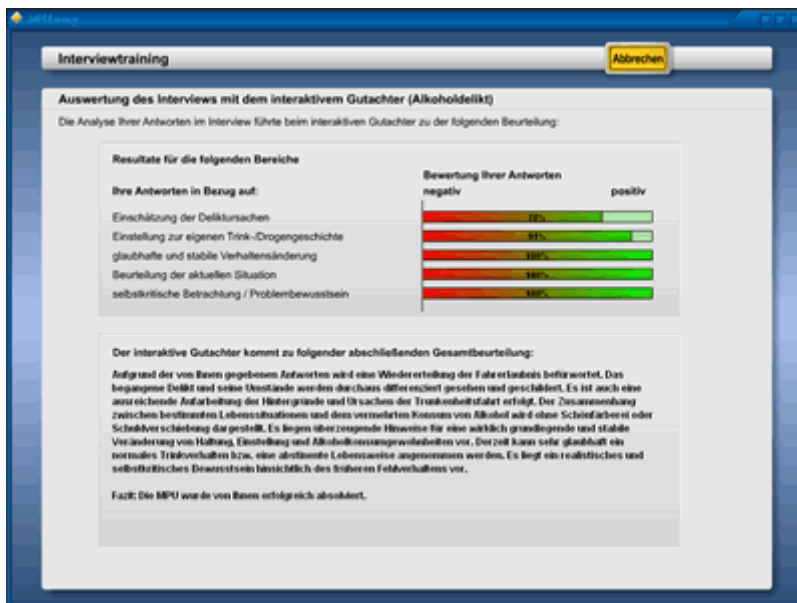 MPU easy
Interviewtraining
Abbrechen
Auswertung des Interviews mit dem interaktivem Gutachter (Alkoholdelikt)
Die Analyse Ihrer Antworten im Interview führte beim interaktiven Gutachter zu der folgenden Beurteilung:
Resultate für die folgenden Bereiche
Bewertung Ihrer Antworten
Ihre Antworten in Bezug auf:
negativ positiv
Einschätzung der Deliktursachen
78%
Einstellung zur eigenen Trink-/Drogengeschichte
91%
glaubhafte und stabile Verhaltensänderung
100%
Beurteilung der aktuellen Situation
100%
selbstkritische Betrachtung / Problembewusstsein
100%
Der interaktive Gutachter kommt zu folgender abschließenden Gesamtbeurteilung:
Aufgrund der von Ihnen gegebenen Antworten wird eine Wiedererteilung der Fahrerlaubnis befürwortet. Das
begangene Delikt und seine Umstände werden durchaus differenziert gesehen und geschildert. Es ist auch eine
ausreichende Aufarbeitung der Hintergründe und Ursachen der Trunkenheitsfahrt erfolgt. Der Zusammenhang
zwischen bestimmten Lebenssituationen und dem vermehrten Konsum von Alkohol wird ohne Schönfärberei oder
Schuldverschiebung dargestellt. Es liegen überzeugende Hinweise für eine wirklich grundlegende und stabile
Veränderung von Haltung, Einstellung und Alkoholkonsumgewohnheiten vor. Derzeit kann sehr glaubhaft ein
normales Trinkverhalten bzw. eine abstinente Lebensweise angenommen werden. Es liegt ein realistisches und
selbstkritisches Bewusstsein hinsichtlich des früheren Fehlverhaltens vor.
Fazit: Die MPU wurde von Ihnen erfolgreich absolviert.